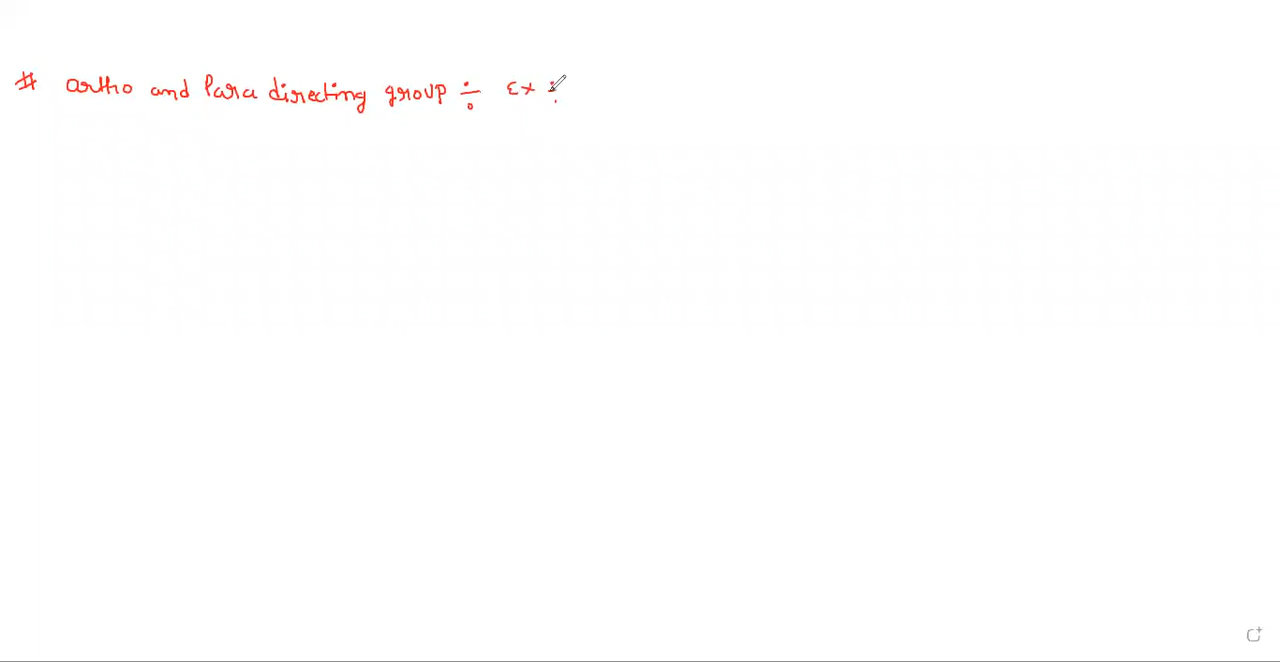 # ortho and Para directing group ÷ Ex ÷